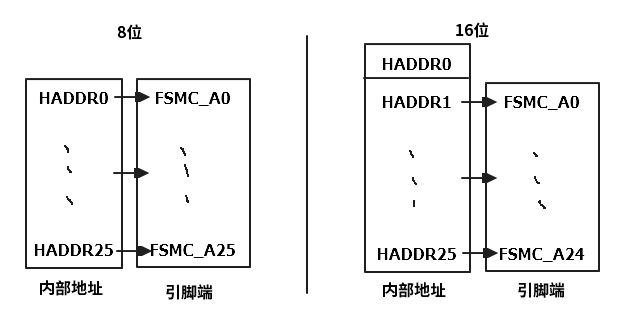 8位
HADDR0
FSMC_A0
HADDR25
FSMC_A25
内部地址
引脚端
16位
HADDR0
HADDR1
FSMC_A0
HADDR25
FSMC_A24
内部地址
引脚端